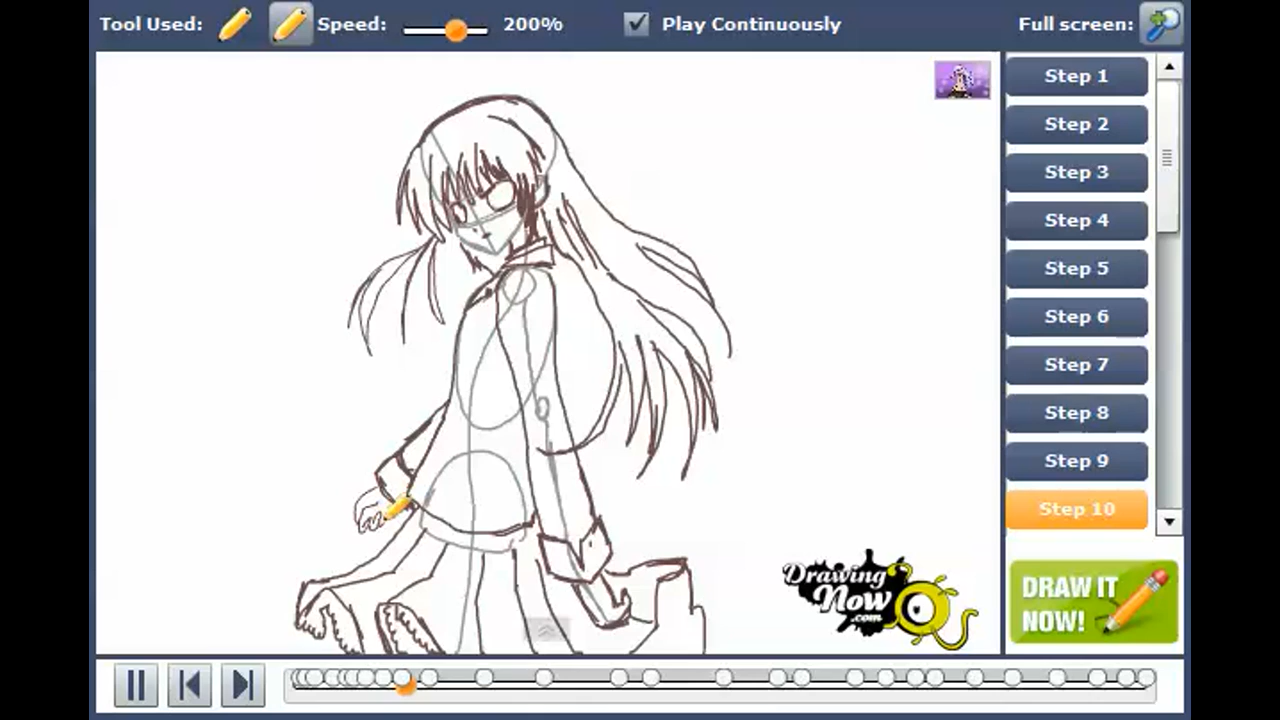 Tool Used:
Speed:
200%
Play Continuously
Full screen:
Step 1
Step 2
Step 3
Step 4
Step 5
Step 6
Step 7
Step 8
Step 9
Step 10
Drawing
Now
.com
DRAW IT
NOW!